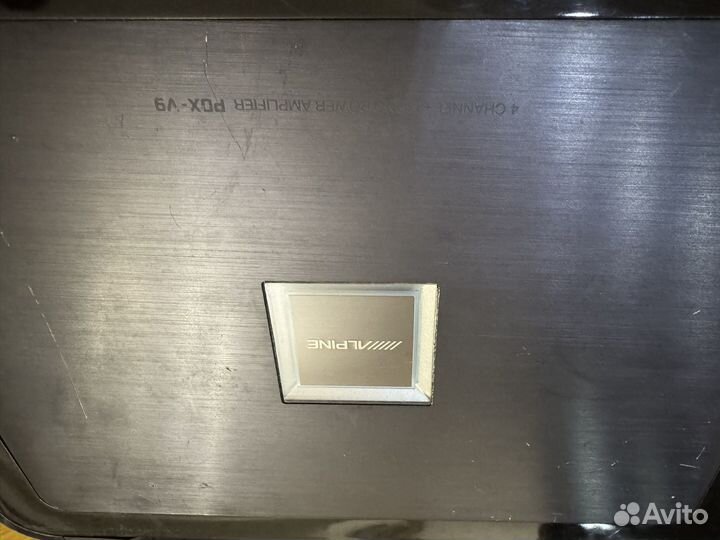 4 CHANNEL POWER AMPLIFIER PDX-V9
ALPINE
Avito